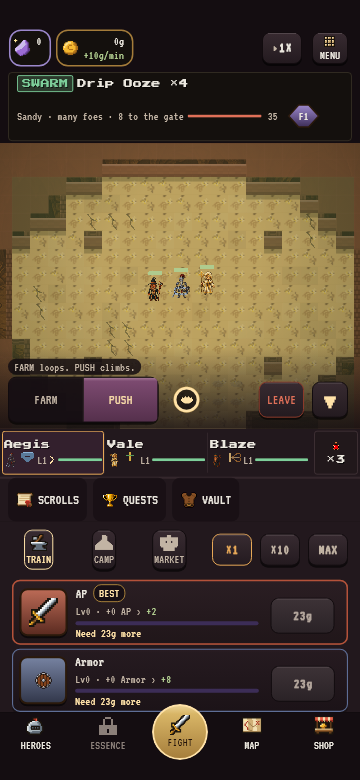 0
0g
+10g/min
▸1X
MENU
SWARM Drip Ooze ×4
Sandy · many foes · 8 to the gate
35
F1
FARM loops. PUSH climbs.
FARM
PUSH
LEAVE
Aegis
L1
Vale
L1
Blaze
L1
×3
SCROLLS
QUESTS
VAULT
TRAIN
CAMP
MARKET
X1
X10
MAX
AP BEST
Lv0 · +0 AP › +2
Need 23g more
23g
Armor
Lv0 · +0 Armor › +8
Need 23g more
23g
HEROES
ESSENCE
FIGHT
MAP
SHOP